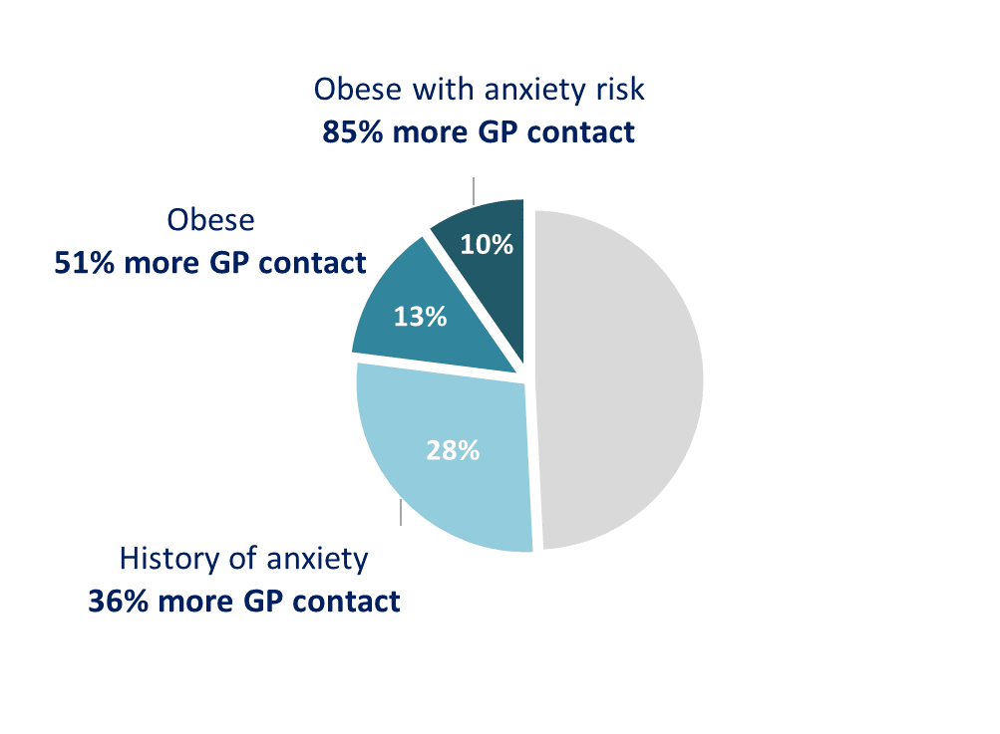 Obese with anxiety risk
85% more GP contact
Obese
51% more GP contact
10%
13%
28%
History of anxiety
36% more GP contact